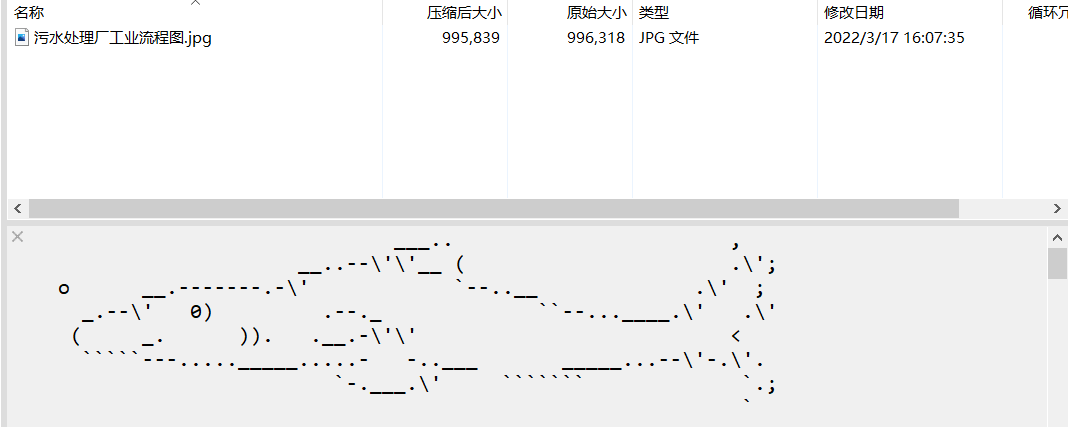 名称 压缩后大小 原始大小 类型 修改日期 循环冗
污水处理厂工业流程图.jpg 995,839 996,318 JPG 文件 2022/3/17 16:07:35
                           ___..                       ,
                   __..--\'\'__ (                      .\';
o      __.-------.-\'            `--..__             .\'  ;
  _.--\'   0)         .--._             ``--...____.\'   .\'
 (     _.      )).   .__.-\'\'                          <
  `````---....._____.....-   -..___       _____...--\'-.\'.
                      `-.___.\'     ```````             `.;
                                                       `